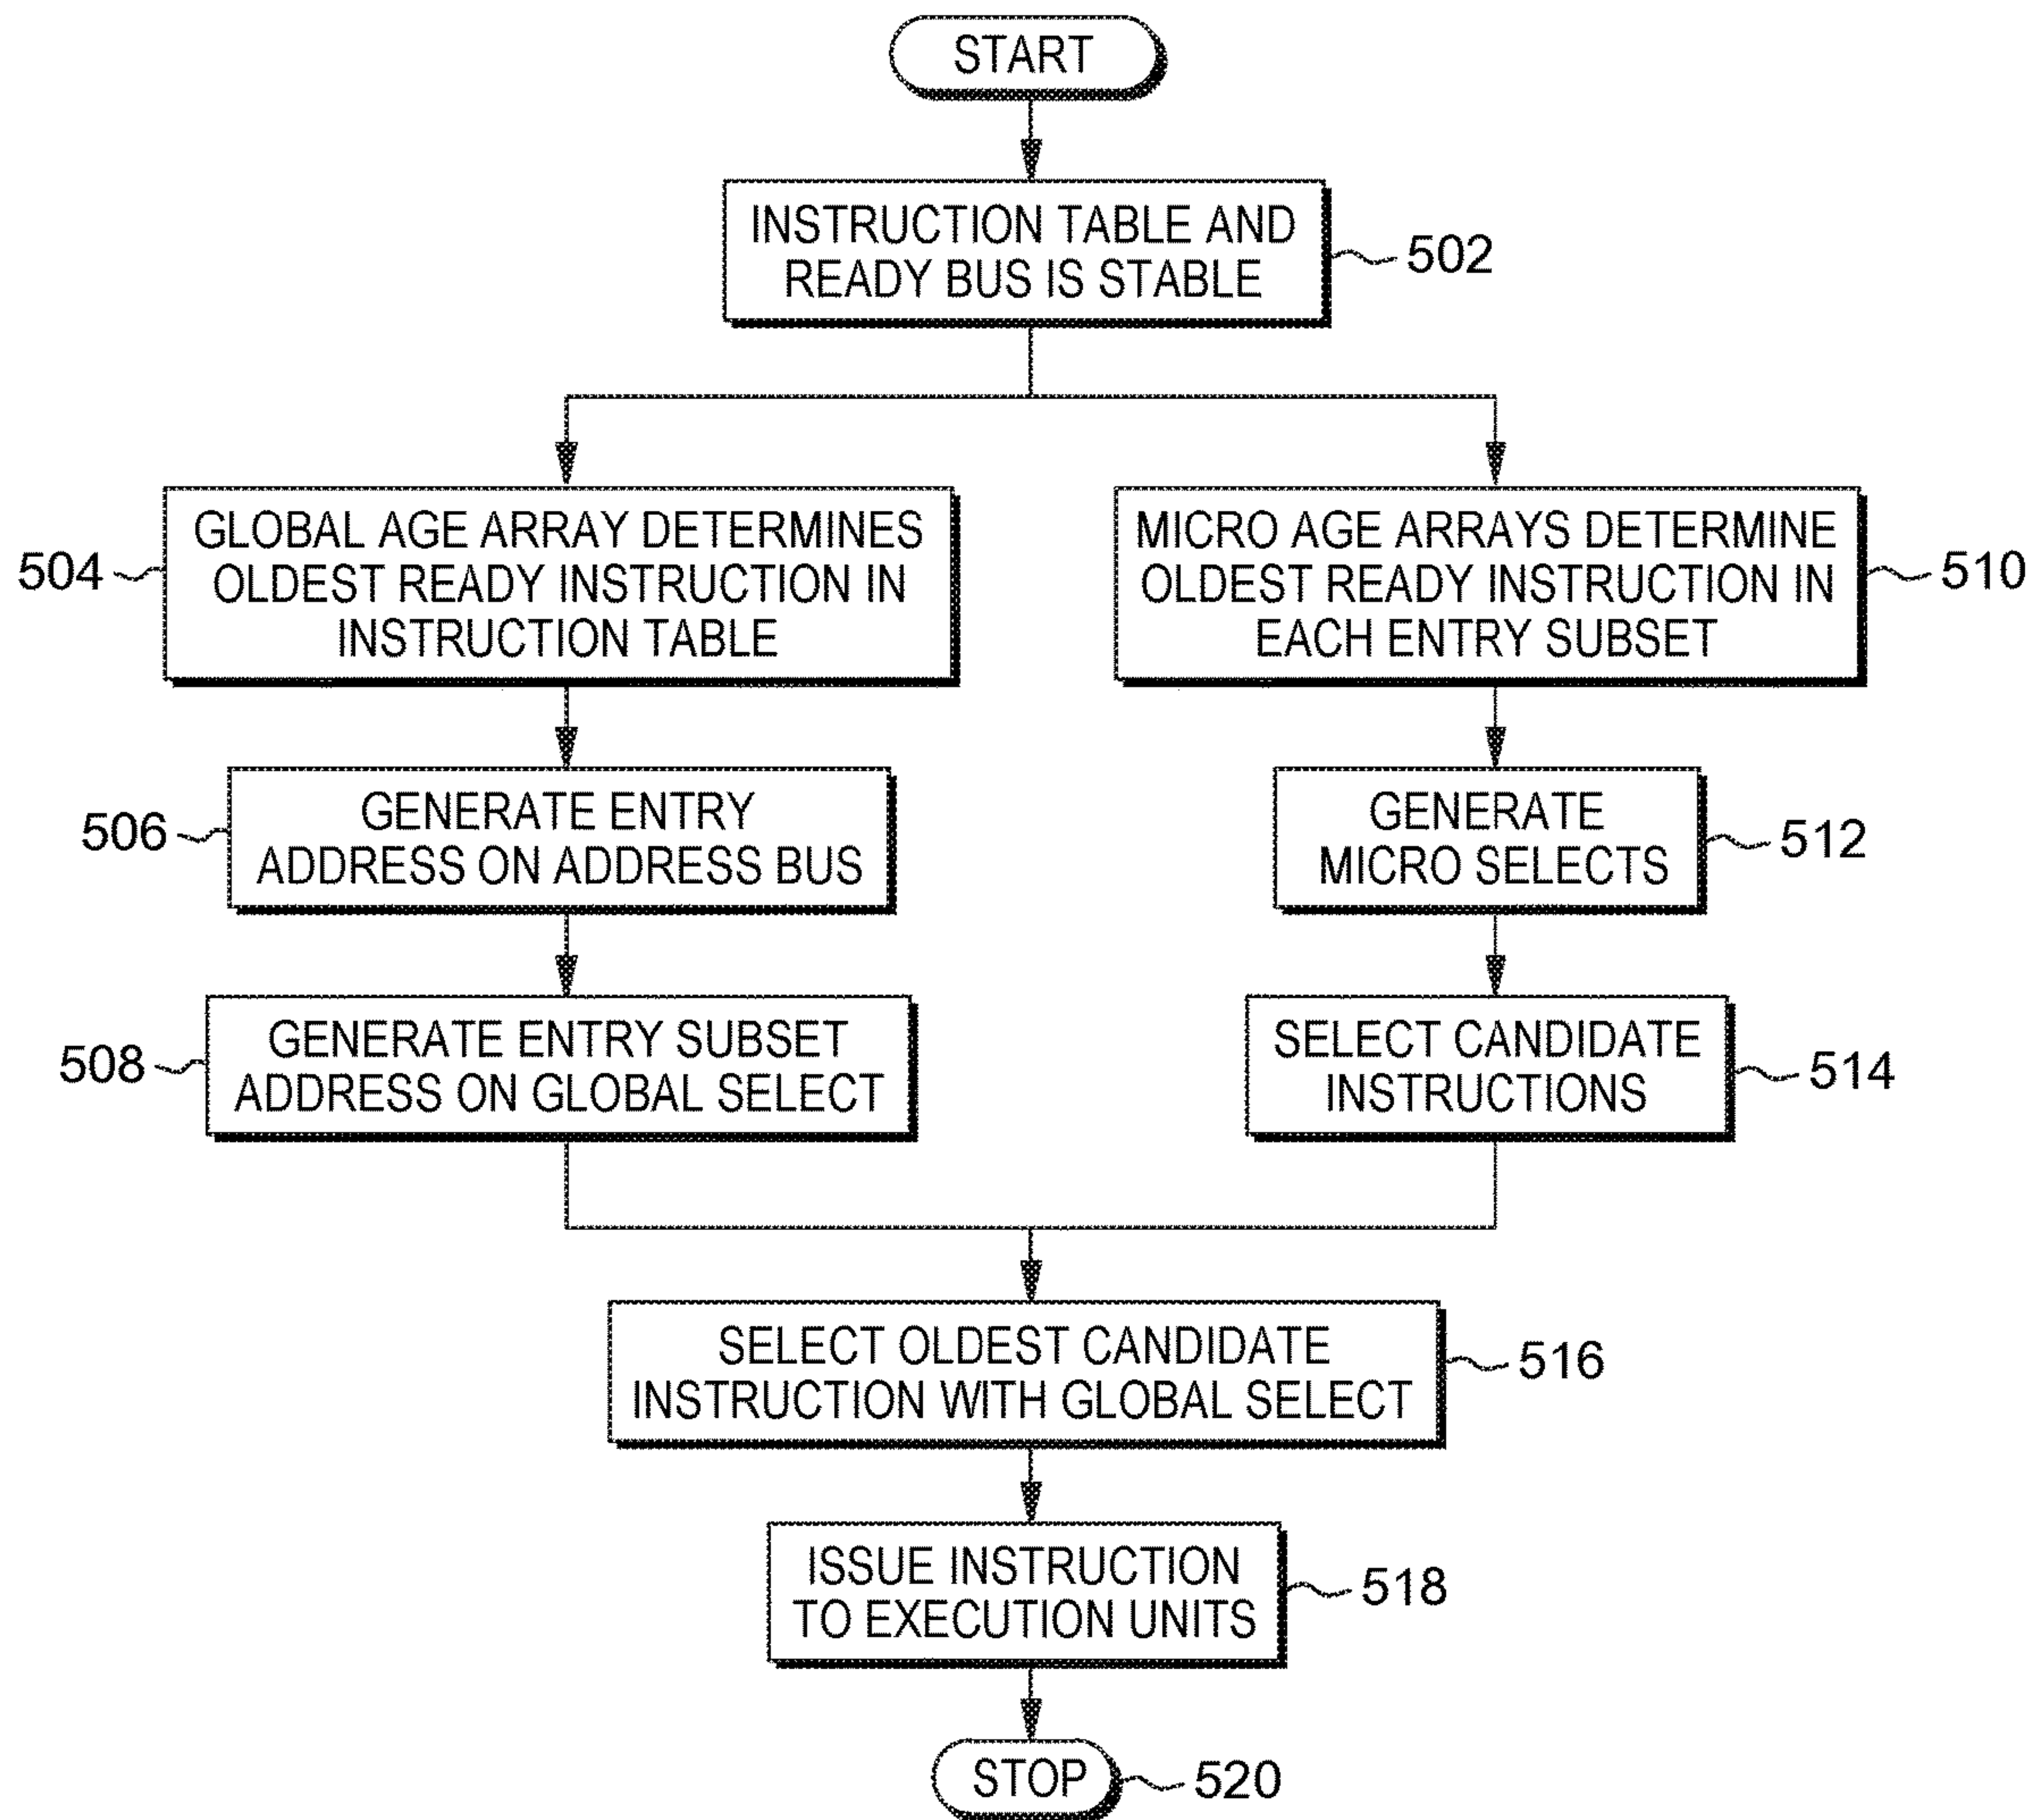 START
INSTRUCTION TABLE AND
READY BUS IS STABLE
502
GLOBAL AGE ARRAY DETERMINES
OLDEST READY INSTRUCTION IN
INSTRUCTION TABLE
504
MICRO AGE ARRAYS DETERMINE
OLDEST READY INSTRUCTION IN
EACH ENTRY SUBSET
510
GENERATE ENTRY
ADDRESS ON ADDRESS BUS
506
GENERATE
MICRO SELECTS
512
GENERATE ENTRY SUBSET
ADDRESS ON GLOBAL SELECT
508
SELECT CANDIDATE
INSTRUCTIONS
514
SELECT OLDEST CANDIDATE
INSTRUCTION WITH GLOBAL SELECT
516
ISSUE INSTRUCTION
TO EXECUTION UNITS
518
STOP
520